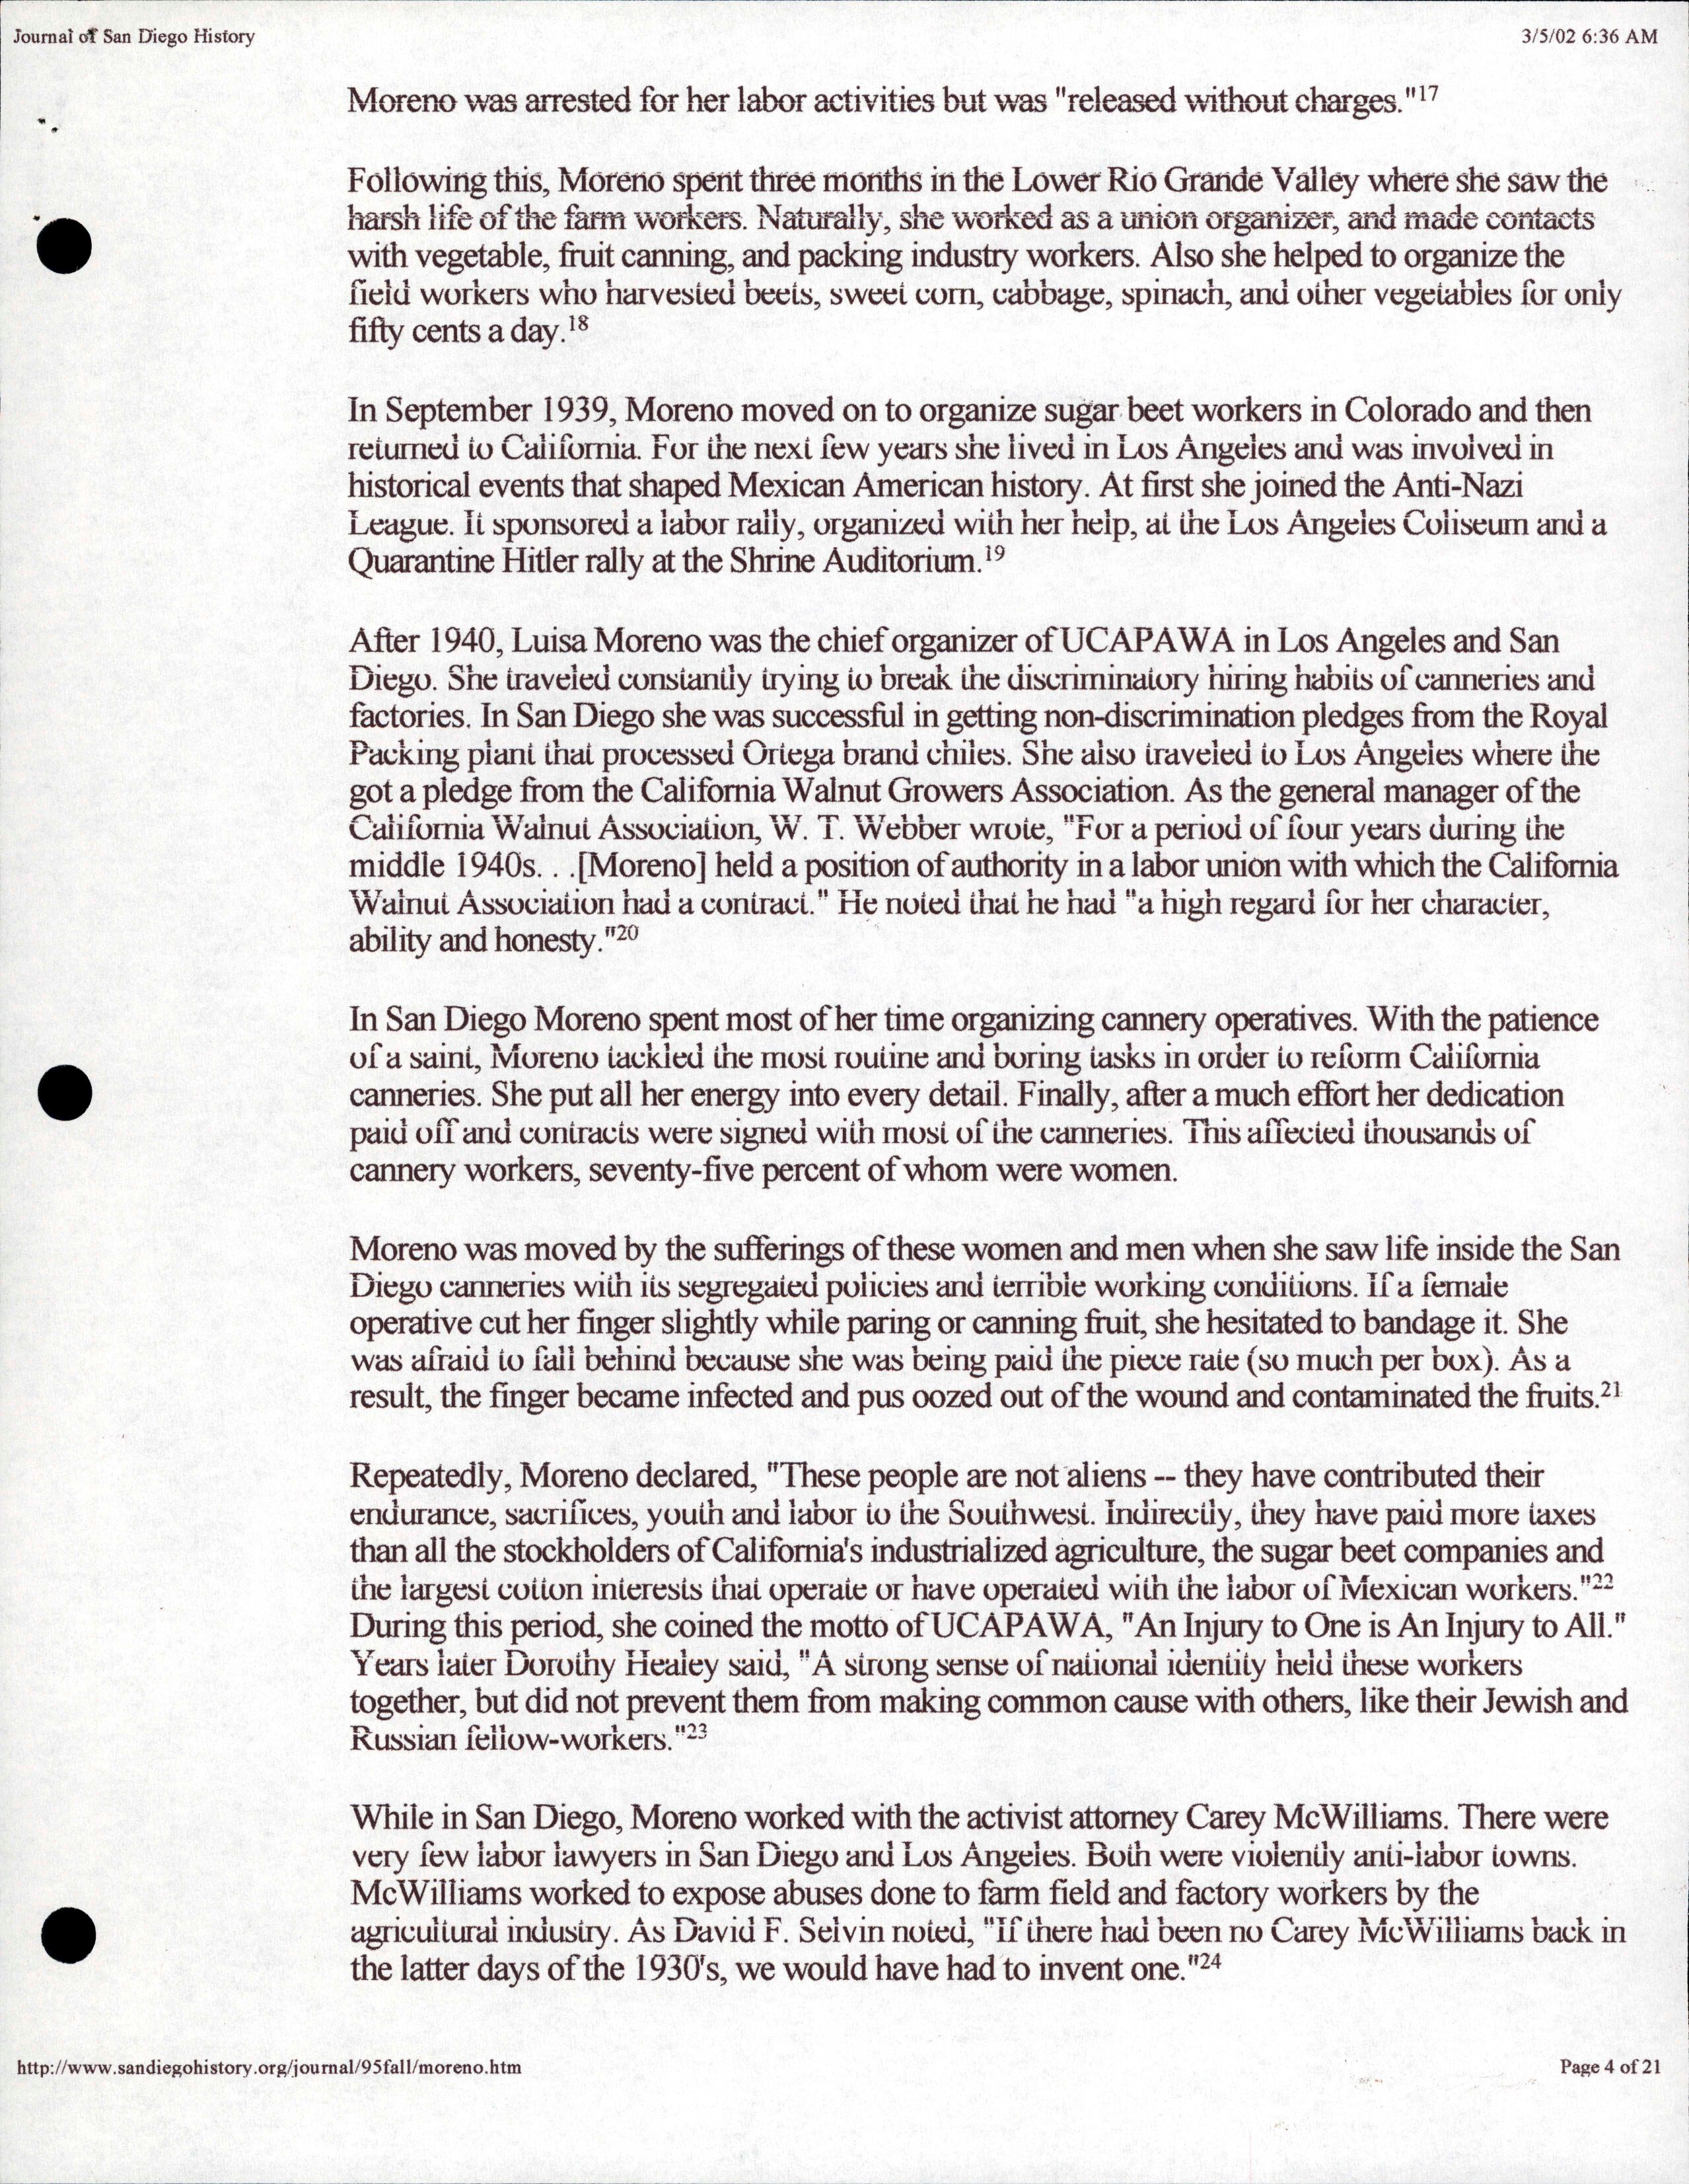 Journal of San Diego History
3/5/02 6:36 AM
Moreno was arrested for her labor activities but was "released without charges."17
Following this, Moreno spent three months in the Lower Rio Grande Valley where she saw the
harsh life of the farm workers. Naturally, she worked as a union organizer, and made contacts
with vegetable, fruit canning, and packing industry workers. Also she helped to organize the
field workers who harvested beets, sweet corn, cabbage, spinach, and other vegetables for only
fifty cents a day.18
In September 1939, Moreno moved on to organize sugar beet workers in Colorado and then
returned to California. For the next few years she lived in Los Angeles and was involved in
historical events that shaped Mexican American history. At first she joined the Anti-Nazi
League. It sponsored a labor rally, organized with her help, at the Los Angeles Coliseum and a
Quarantine Hitler rally at the Shrine Auditorium.19
After 1940, Luisa Moreno was the chief organizer of UCAPAWA in Los Angeles and San
Diego. She traveled constantly trying to break the discriminatory hiring habits of canneries and
factories. In San Diego she was successful in getting non-discrimination pledges from the Royal
Packing plant that processed Ortega brand chiles. She also traveled to Los Angeles where the
got a pledge from the California Walnut Growers Association. As the general manager of the
California Walnut Association, W. T. Webber wrote, "For a period of four years during the
middle 1940s. . .[Moreno] held a position of authority in a labor union with which the California
Walnut Association had a contract." He noted that he had "a high regard for her character,
ability and honesty."20
In San Diego Moreno spent most of her time organizing cannery operatives. With the patience
of a saint, Moreno tackled the most routine and boring tasks in order to reform California
canneries. She put all her energy into every detail. Finally, after a much effort her dedication
paid off and contracts were signed with most of the canneries. This affected thousands of
cannery workers, seventy-five percent of whom were women.
Moreno was moved by the sufferings of these women and men when she saw life inside the San
Diego canneries with its segregated policies and terrible working conditions. If a female
operative cut her finger slightly while paring or canning fruit, she hesitated to bandage it. She
was afraid to fall behind because she was being paid the piece rate (so much per box). As a
result, the finger became infected and pus oozed out of the wound and contaminated the fruits.21
Repeatedly, Moreno declared, "These people are not aliens -- they have contributed their
endurance, sacrifices, youth and labor to the Southwest. Indirectly, they have paid more taxes
than all the stockholders of California's industrialized agriculture, the sugar beet companies and
the largest cotton interests that operate or have operated with the labor of Mexican workers."22
During this period, she coined the motto of UCAPAWA, "An Injury to One is An Injury to All."
Years later Dorothy Healey said, "A strong sense of national identity held these workers
together, but did not prevent them from making common cause with others, like their Jewish and
Russian fellow-workers."23
While in San Diego, Moreno worked with the activist attorney Carey McWilliams. There were
very few labor lawyers in San Diego and Los Angeles. Both were violently anti-labor towns.
McWilliams worked to expose abuses done to farm field and factory workers by the
agricultural industry. As David F. Selvin noted, "If there had been no Carey McWilliams back in
the latter days of the 1930's, we would have had to invent one."24
http://www.sandiegohistory.org/journal/95fall/moreno.htm
Page 4 of 21